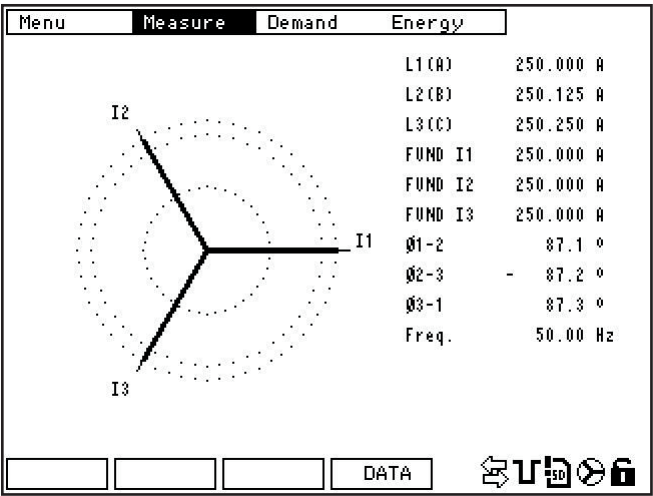 Menu Measure Demand Energy
L1(A) 250.000 A
L2(B) 250.125 A
I2
L3(C) 250.250 A
FUND I1 250.000 A
FUND I2 250.000 A
FUND I3 250.000 A
I1
Ø1-2 87.1 º
Ø2-3 - 87.2 º
Ø3-1 87.3 º
Freq. 50.00 Hz
I3
DATA
SD